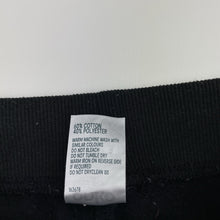 60% COTTON
40% POLYESTER
WARM MACHINE WASH WITH
SIMILAR COLOURS
DO NOT BLEACH
DO NOT TUMBLE DRY
WARM IRON ON REVERSE SIDE
IF REQUIRED
DO NOT DRYCLEAN